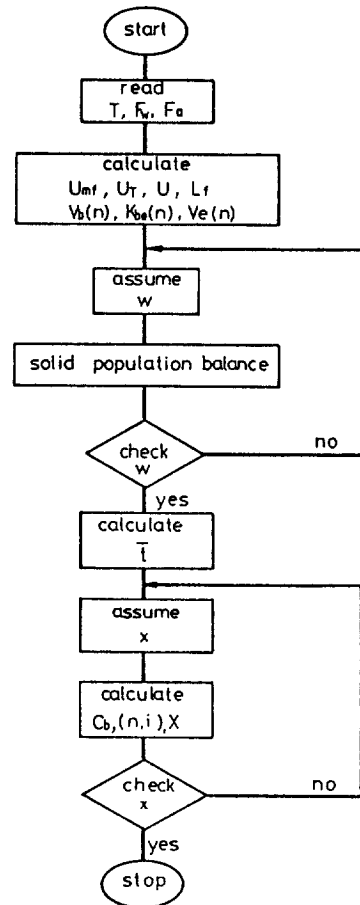 start
read
T, Fw, Fa
calculate
Umf, UT, U, Lf
Vb(n), Kbe(n), Ve(n)
assume
w
solid population balance
check
w
no
yes
calculate
t̄
assume
x
calculate
Cb,(n,i),X
check
x
no
yes
stop